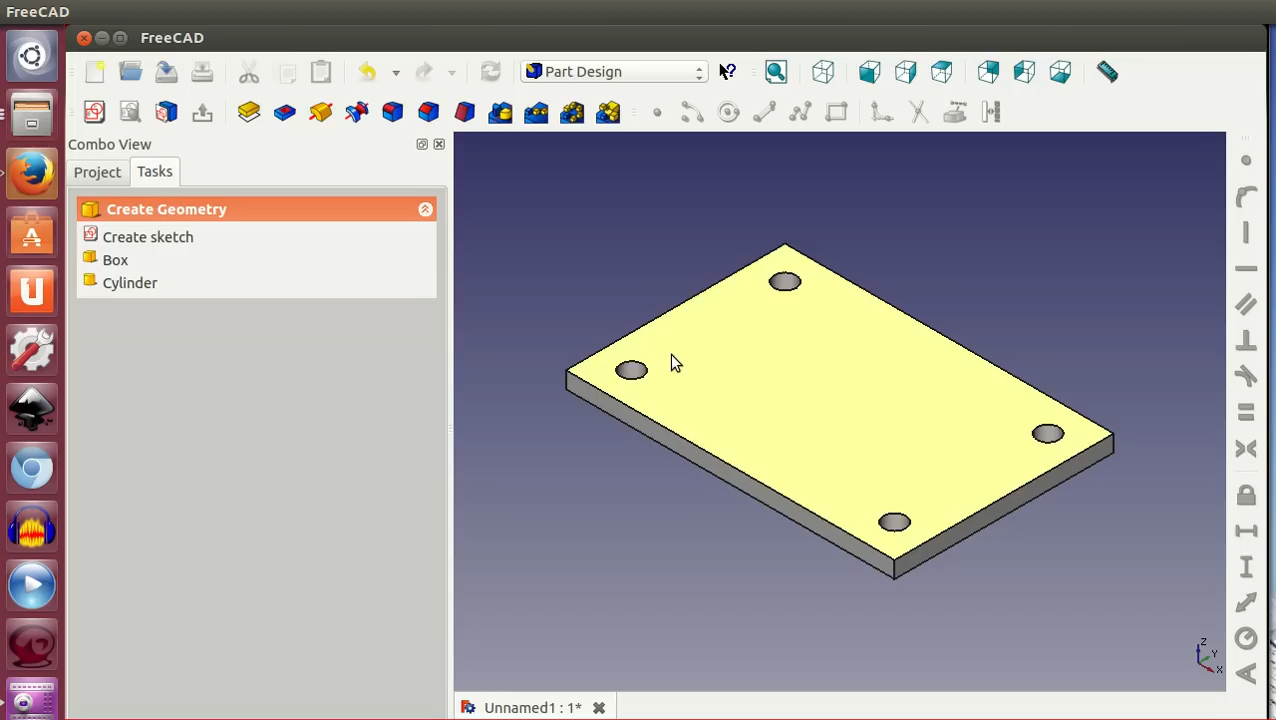 FreeCAD
FreeCAD
Part Design
Combo View
Project
Tasks
Create Geometry
Create sketch
Box
Cylinder
Z
Y
X
Unnamed1 : 1*